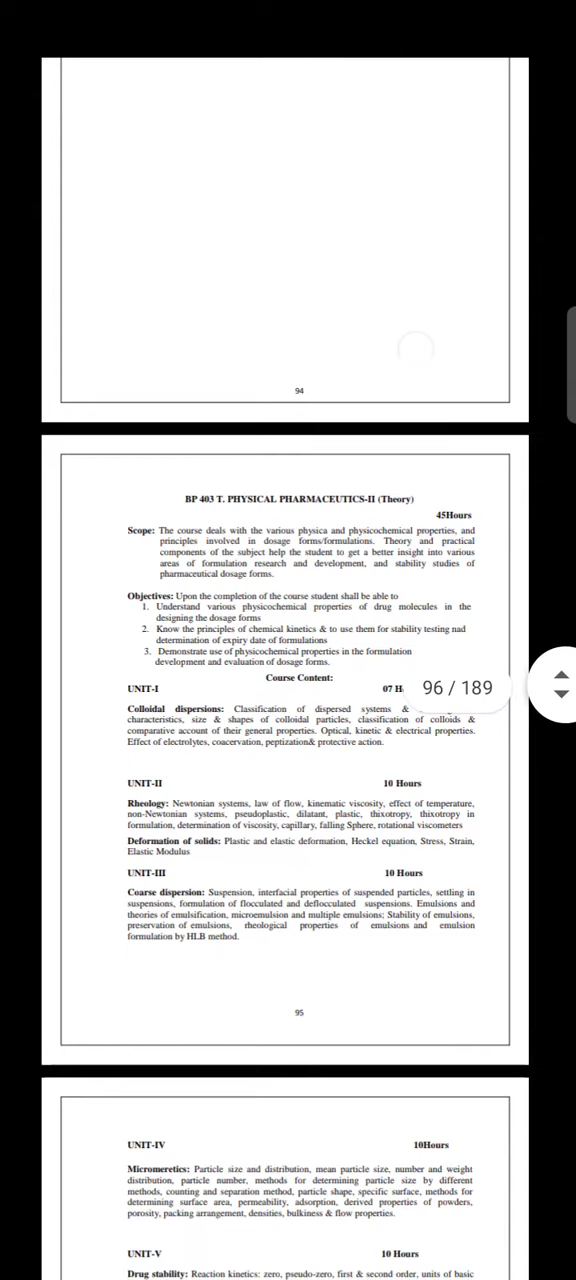 94
BP 403 T. PHYSICAL PHARMACEUTICS-II (Theory)
45Hours
Scope: The course deals with the various physica and physicochemical properties, and
principles involved in dosage forms/formulations. Theory and practical
components of the subject help the student to get a better insight into various
areas of formulation research and development, and stability studies of
pharmaceutical dosage forms.
Objectives: Upon the completion of the course student shall be able to
1. Understand various physicochemical properties of drug molecules in the
designing the dosage forms
2. Know the principles of chemical kinetics & to use them for stability testing nad
determination of expiry date of formulations
3. Demonstrate use of physicochemical properties in the formulation
development and evaluation of dosage forms.
Course Content:
UNIT-I 07 H
96 / 189
Colloidal dispersions: Classification of dispersed systems &
characteristics, size & shapes of colloidal particles, classification of colloids &
comparative account of their general properties. Optical, kinetic & electrical properties.
Effect of electrolytes, coacervation, peptization& protective action.
UNIT-II 10 Hours
Rheology: Newtonian systems, law of flow, kinematic viscosity, effect of temperature,
non-Newtonian systems, pseudoplastic, dilatant, plastic, thixotropy, thixotropy in
formulation, determination of viscosity, capillary, falling Sphere, rotational viscometers
Deformation of solids: Plastic and elastic deformation, Heckel equation, Stress, Strain,
Elastic Modulus
UNIT-III 10 Hours
Coarse dispersion: Suspension, interfacial properties of suspended particles, settling in
suspensions, formulation of flocculated and deflocculated suspensions. Emulsions and
theories of emulsification, microemulsion and multiple emulsions; Stability of emulsions,
preservation of emulsions, rheological properties of emulsions and emulsion
formulation by HLB method.
95
UNIT-IV 10Hours
Micromeretics: Particle size and distribution, mean particle size, number and weight
distribution, particle number, methods for determining particle size by different
methods, counting and separation method, particle shape, specific surface, methods for
determining surface area, permeability, adsorption, derived properties of powders,
porosity, packing arrangement, densities, bulkiness & flow properties.
UNIT-V 10 Hours
Drug stability: Reaction kinetics: zero, pseudo-zero, first & second order, units of basic